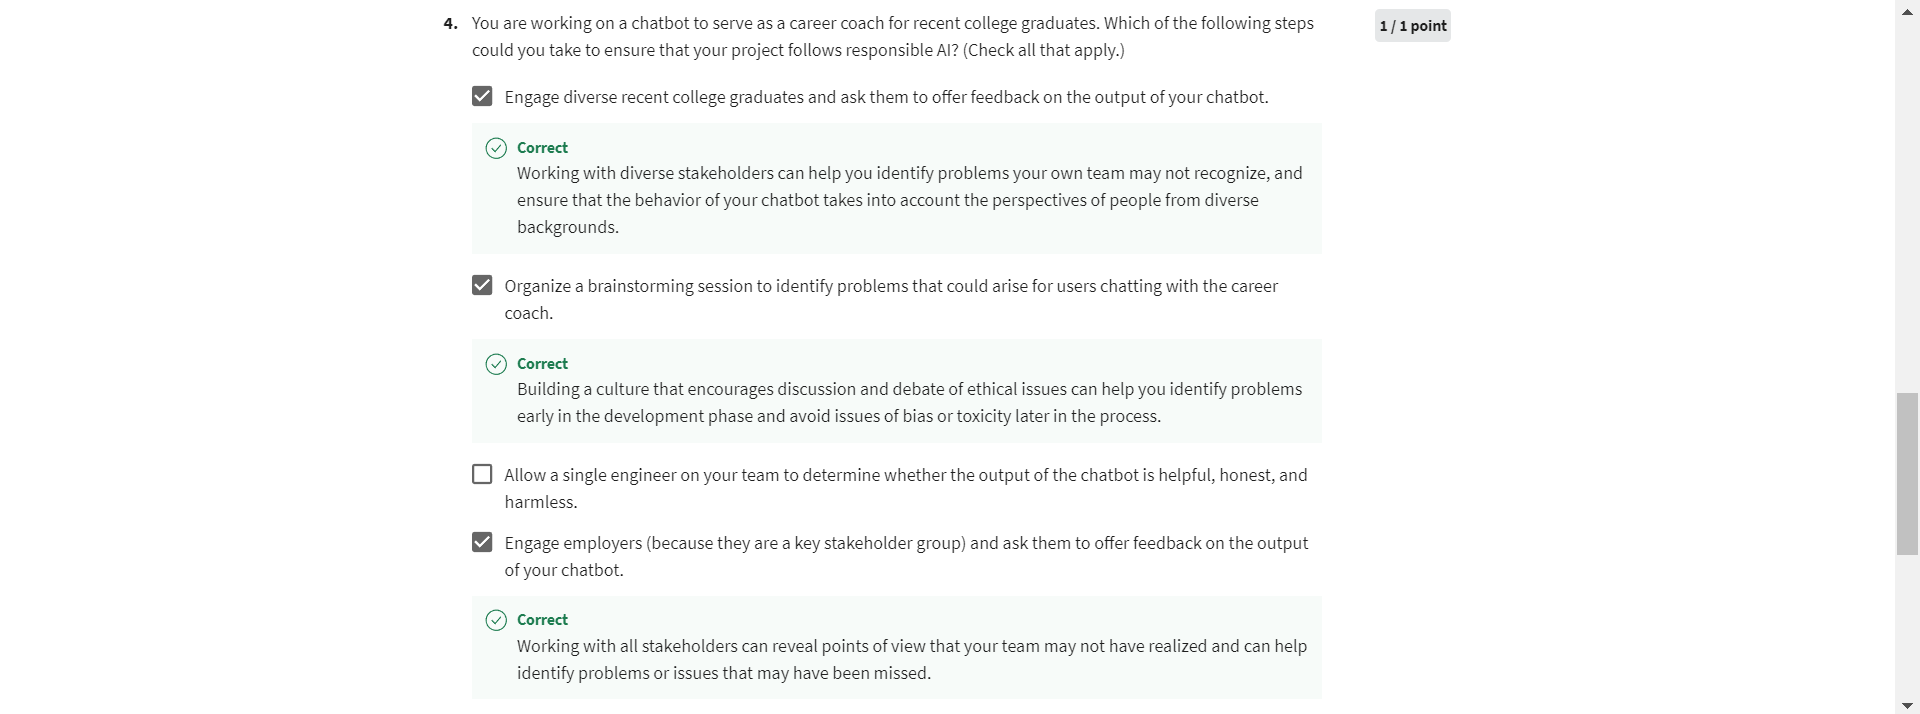 4. You are working on a chatbot to serve as a career coach for recent college graduates. Which of the following steps
could you take to ensure that your project follows responsible AI? (Check all that apply.)
1 / 1 point
Engage diverse recent college graduates and ask them to offer feedback on the output of your chatbot.
Correct
Working with diverse stakeholders can help you identify problems your own team may not recognize, and
ensure that the behavior of your chatbot takes into account the perspectives of people from diverse
backgrounds.
Organize a brainstorming session to identify problems that could arise for users chatting with the career
coach.
Correct
Building a culture that encourages discussion and debate of ethical issues can help you identify problems
early in the development phase and avoid issues of bias or toxicity later in the process.
Allow a single engineer on your team to determine whether the output of the chatbot is helpful, honest, and
harmless.
Engage employers (because they are a key stakeholder group) and ask them to offer feedback on the output
of your chatbot.
Correct
Working with all stakeholders can reveal points of view that your team may not have realized and can help
identify problems or issues that may have been missed.